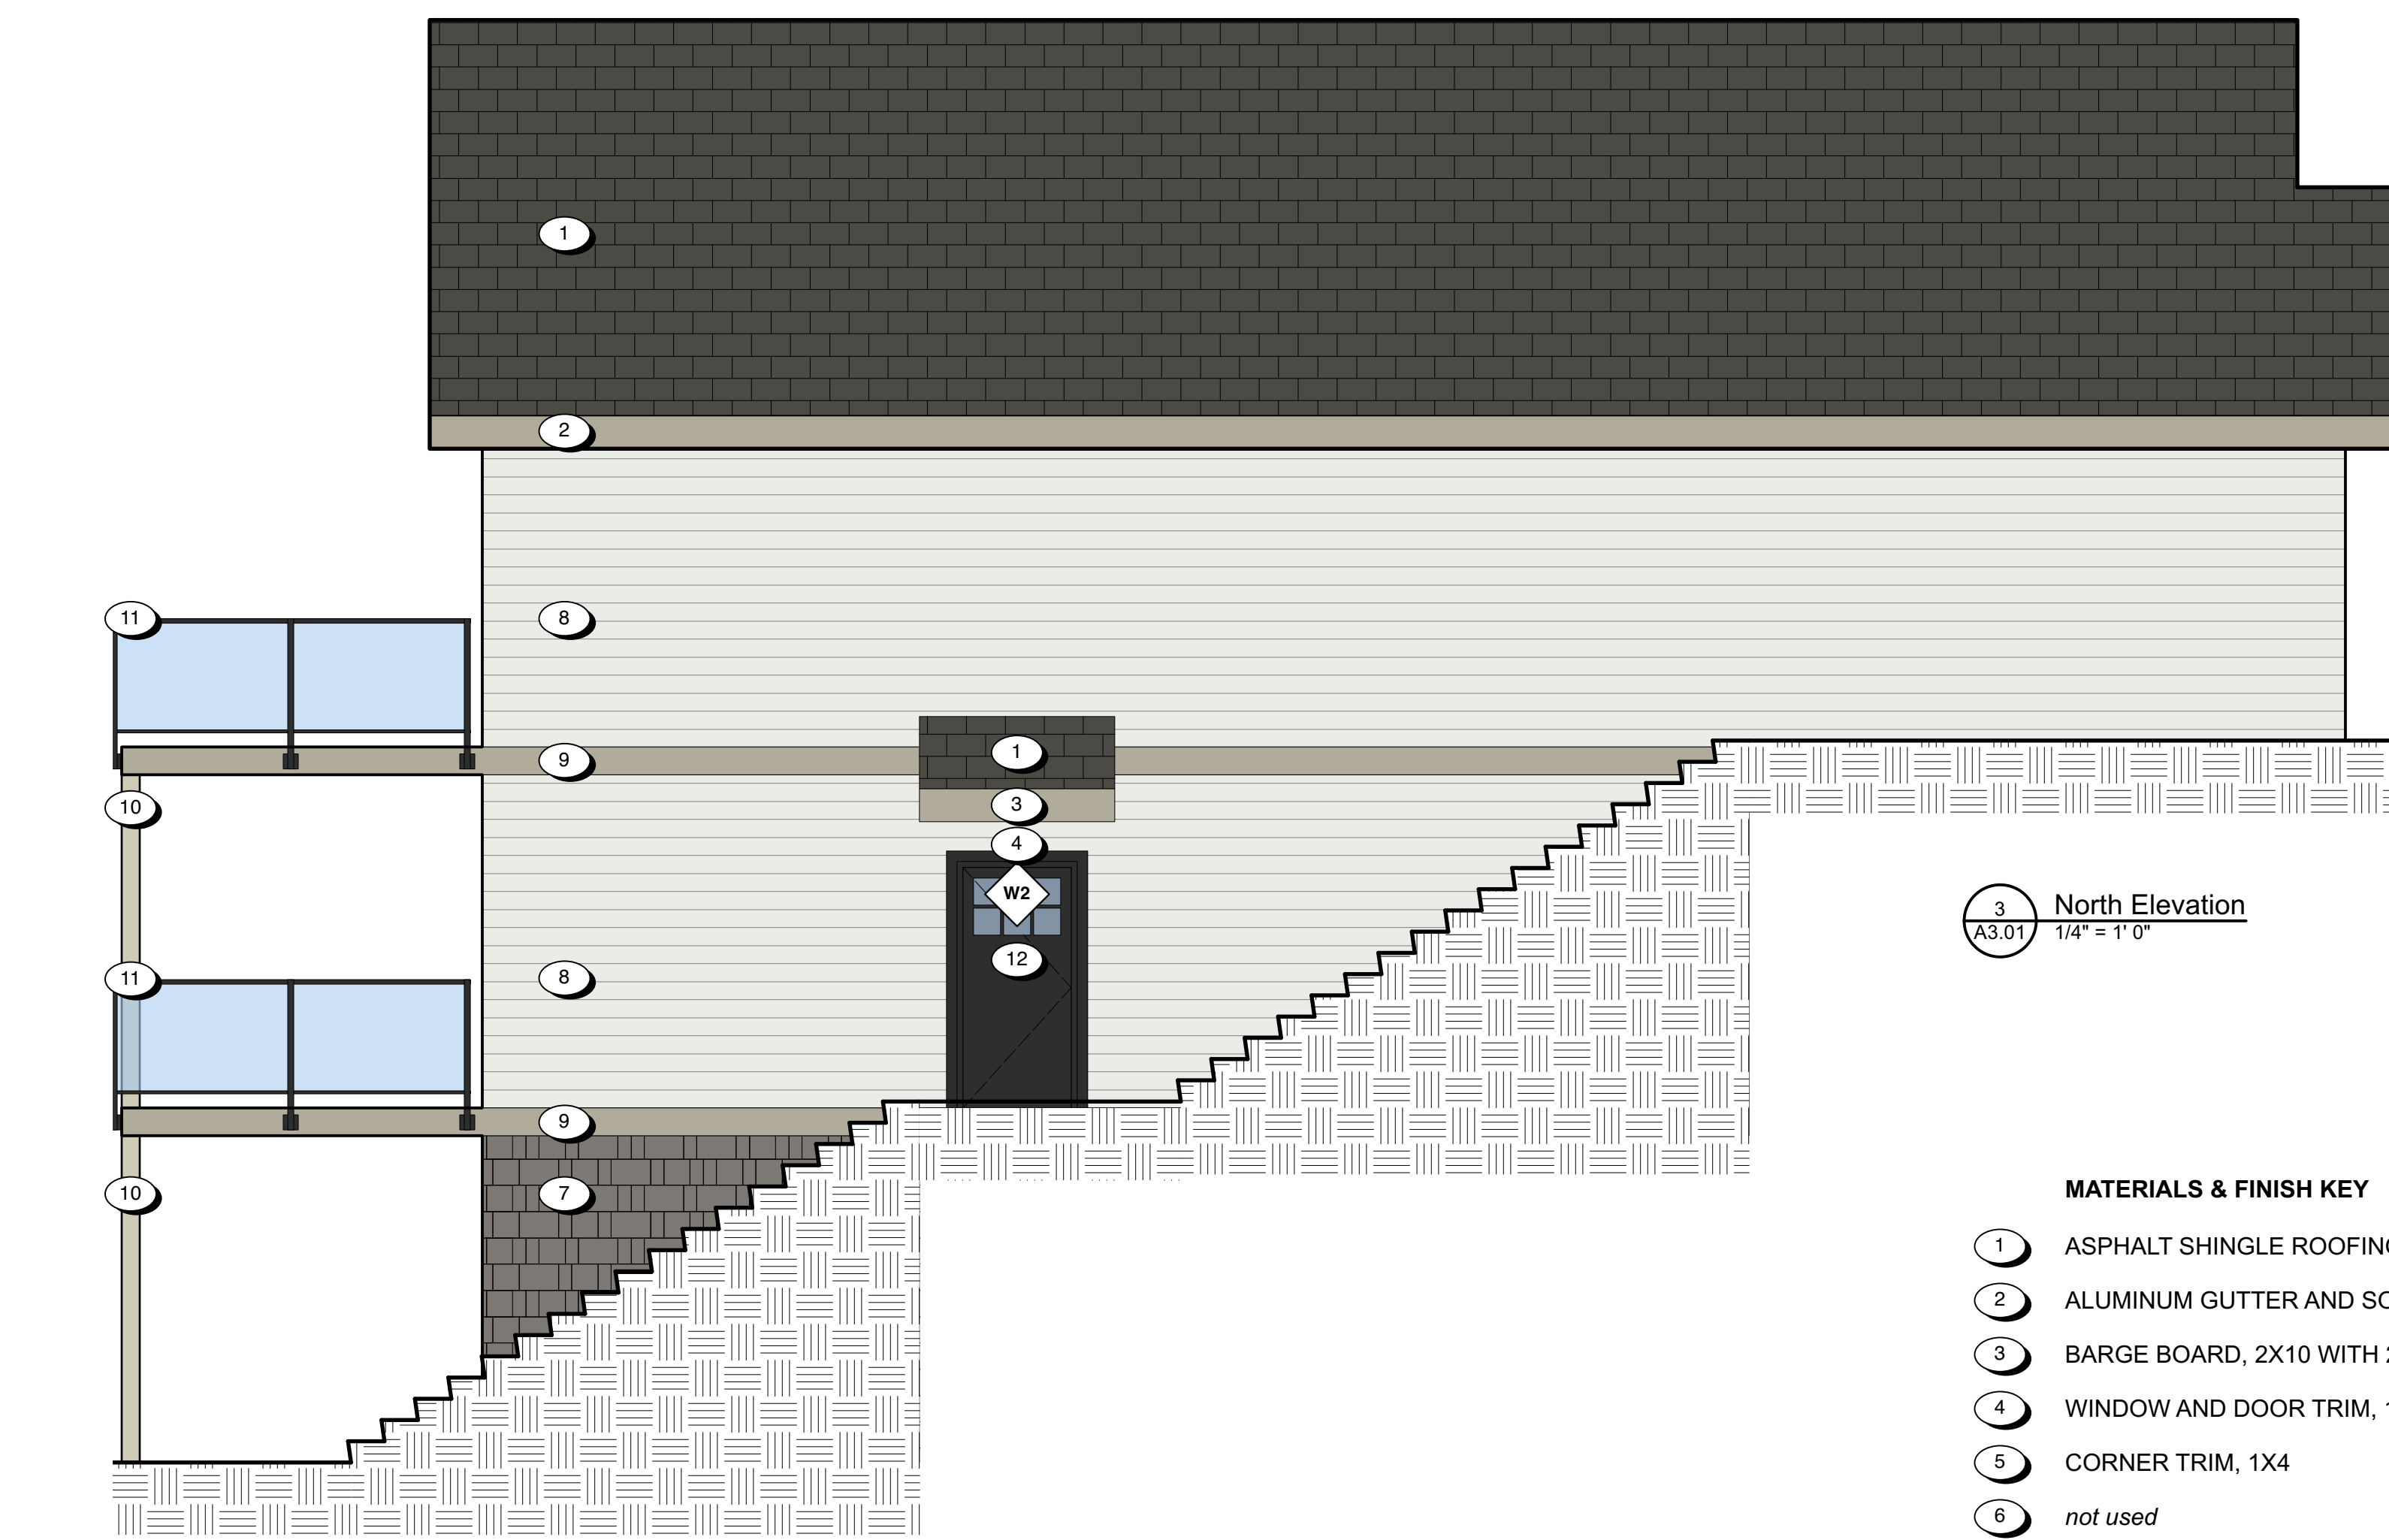 1
2
11
8
9
1
10
3
4
W2
12
11
8
9
10
7
3
A3.01
North Elevation
1/4" = 1' 0"
MATERIALS & FINISH KEY
1 ASPHALT SHINGLE ROOFING
2 ALUMINUM GUTTER AND
3 BARGE BOARD, 2X10 WITH
4 WINDOW AND DOOR TRIM,
5 CORNER TRIM, 1X4
6 not used